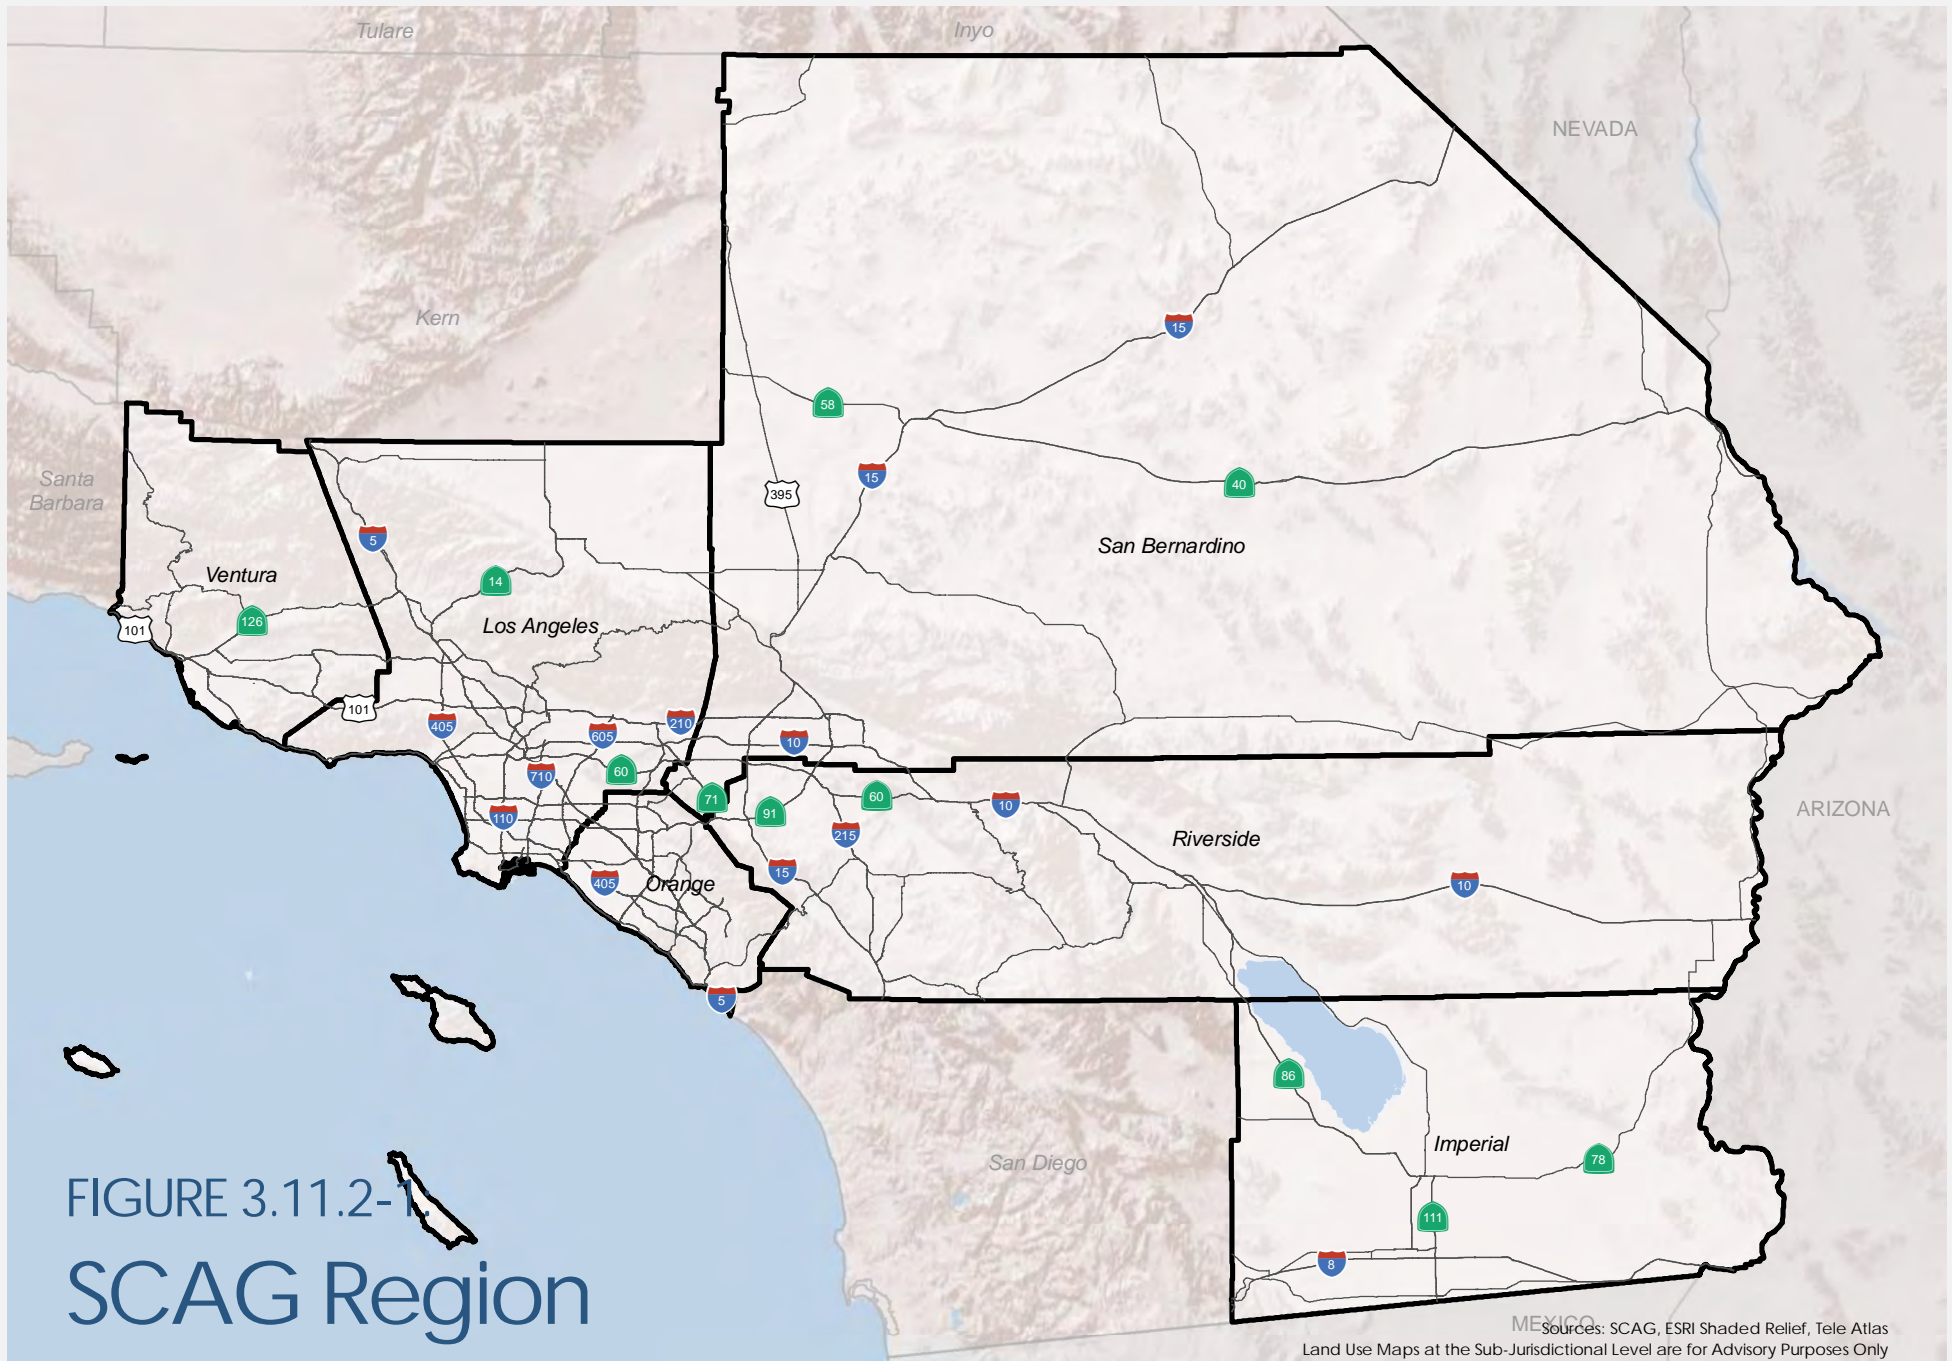 Tulare
Inyo
NEVADA
Kern
15
58
15
40
395
Santa
Barbara
San Bernardino
5
Ventura
14
126
Los Angeles
101
101
405
210
605
10
710
60
71
60
10
91
110
215
ARIZONA
Riverside
15
405
Orange
10
5
86
Imperial
78
San Diego
111
8
FIGURE 3.11.2-1.
SCAG Region
MEXICO
Sources: SCAG, ESRI Shaded Relief, Tele Atlas
Land Use Maps at the Sub-Jurisdictional Level are for Advisory Purposes Only